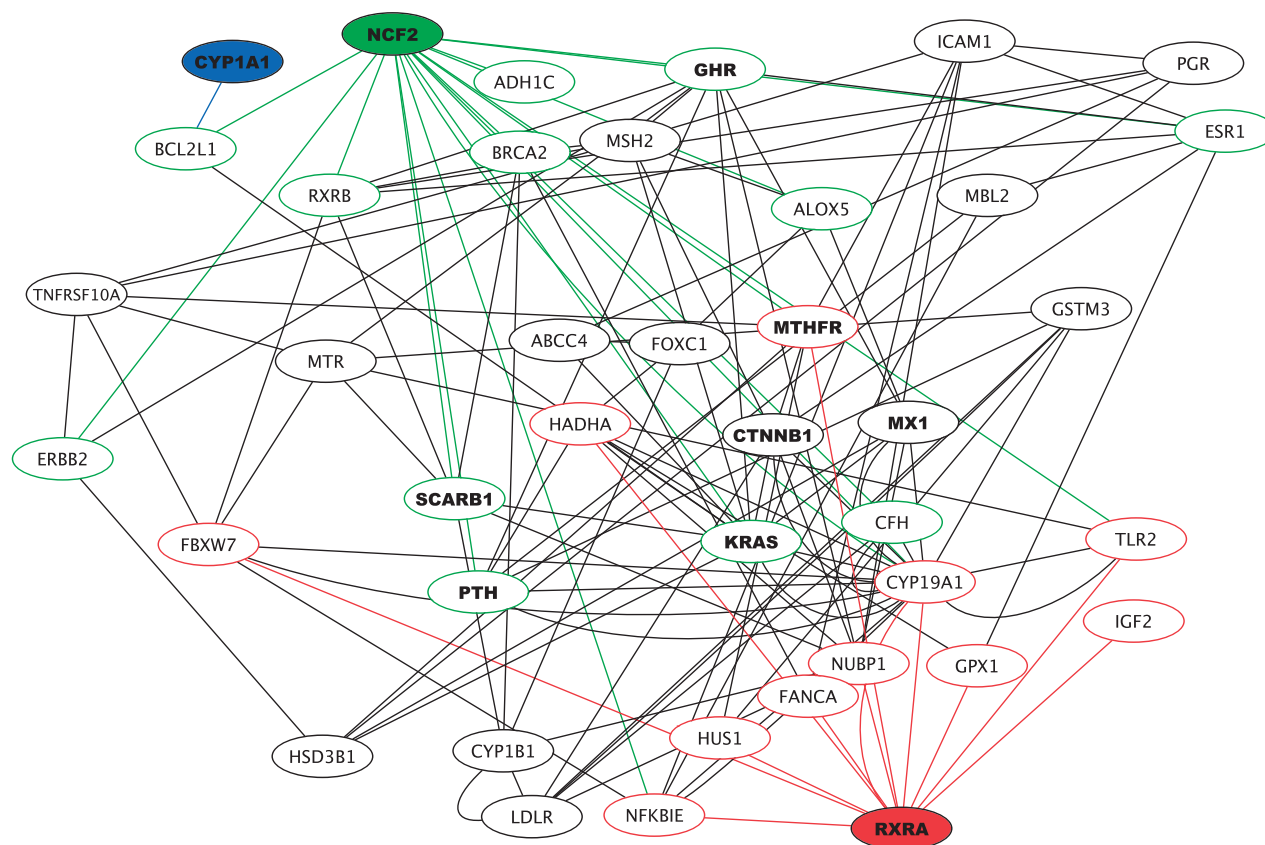 NCF2
ICAM1
CYP1A1
PGR
GHR
ADH1C
ESR1
MSH2
BCL2L1
BRCA2
RXRB
MBL2
ALOX5
TNFRSF10A
GSTM3
MTHFR
ABCC4
FOXC1
MTR
HADHA
MX1
CTNNB1
ERBB2
SCARB1
CFH
FBXW7
KRAS
TLR2
CYP19A1
PTH
IGF2
NUBP1
GPX1
FANCA
HUS1
CYP1B1
HSD3B1
LDLR
NFKBIE
RXRA